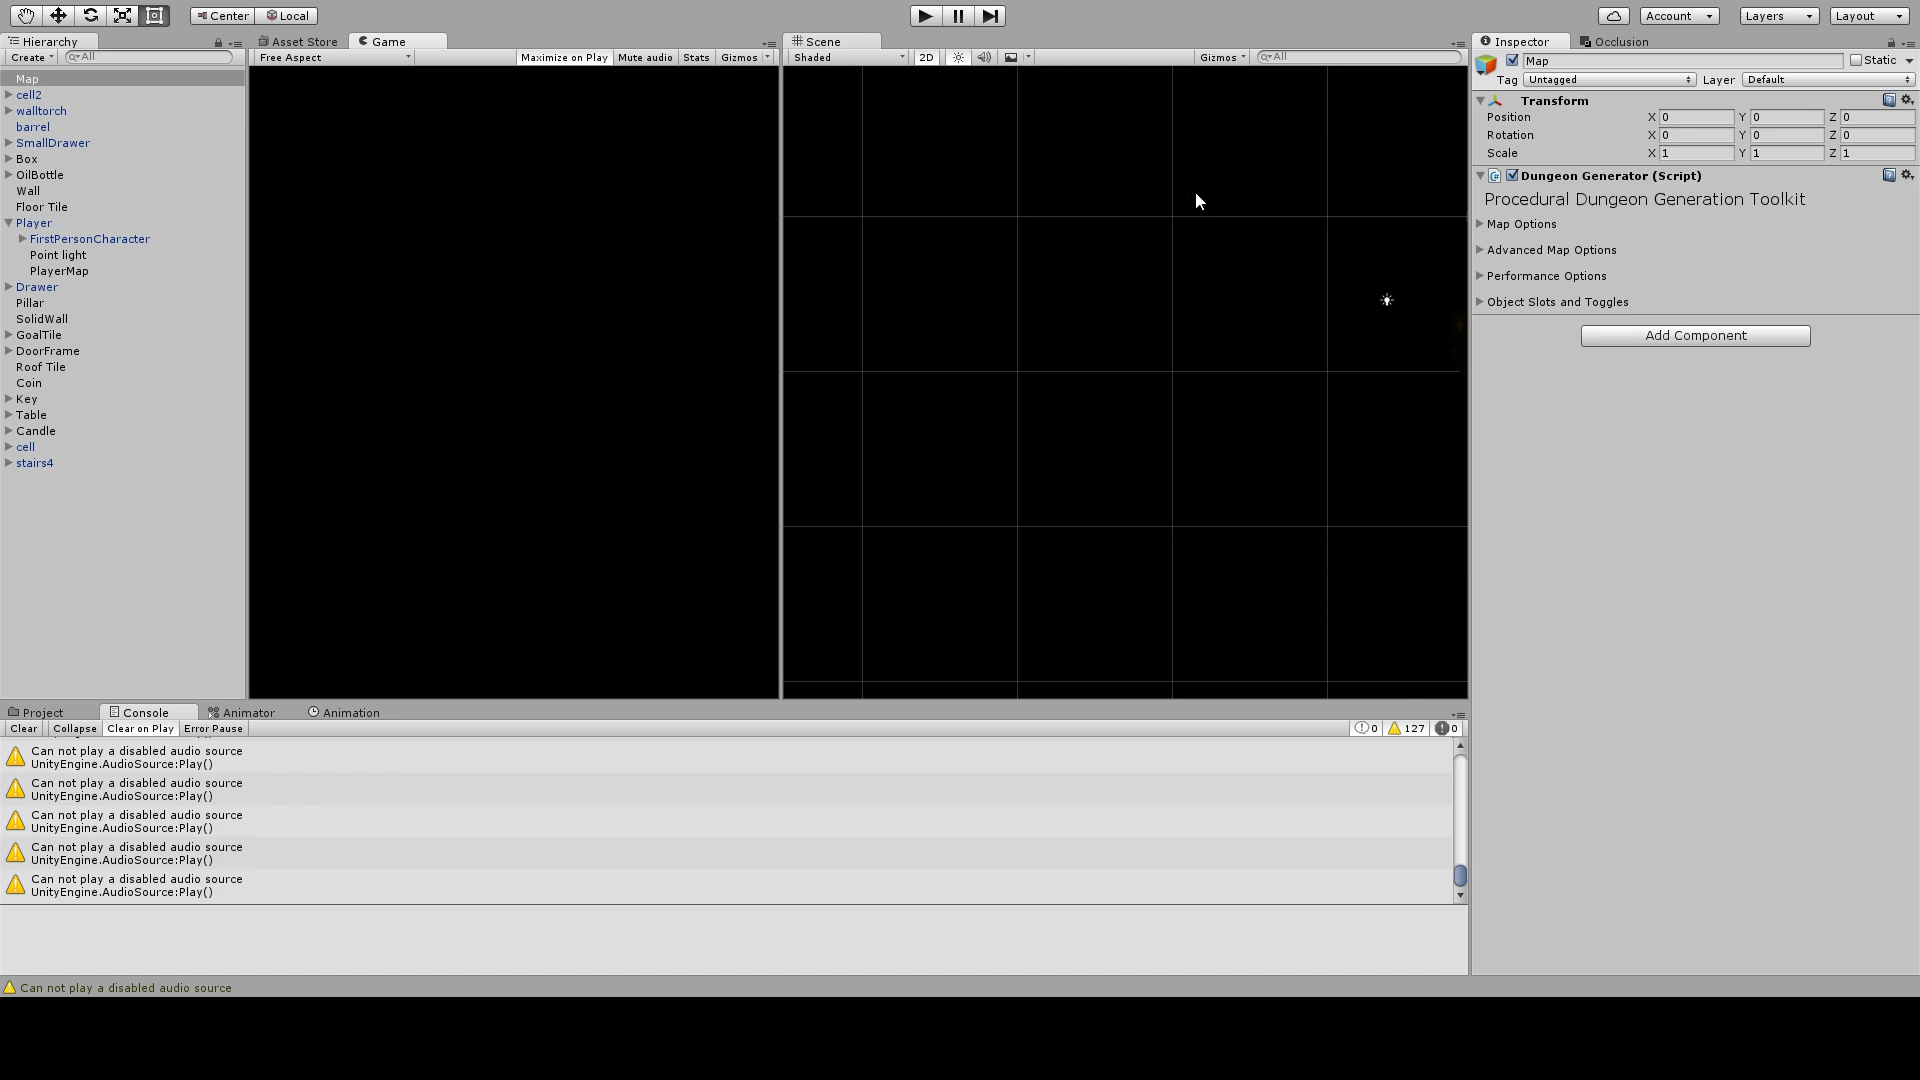 Center Local Account Layers Layout
Hierarchy Asset Store Game Scene Inspector Occlusion
Create All Free Aspect Maximize on Play Mute audio Stats Gizmos Shaded 2D Gizmos All Map Static
Tag Untagged Layer Default
Map
cell2
walltorch
barrel
SmallDrawer
Box
OilBottle
Wall
Floor Tile
Player
FirstPersonCharacter
Point light
PlayerMap
Drawer
Pillar
SolidWall
GoalTile
DoorFrame
Roof Tile
Coin
Key
Table
Candle
cell
stairs4
Transform
Position X 0 Y 0 Z 0
Rotation X 0 Y 0 Z 0
Scale X 1 Y 1 Z 1
Dungeon Generator (Script)
Procedural Dungeon Generation Toolkit
Map Options
Advanced Map Options
Performance Options
Object Slots and Toggles
Add Component
Project Console Animator Animation
Clear Collapse Clear on Play Error Pause 0 127 0
Can not play a disabled audio source
UnityEngine.AudioSource:Play()
Can not play a disabled audio source
UnityEngine.AudioSource:Play()
Can not play a disabled audio source
UnityEngine.AudioSource:Play()
Can not play a disabled audio source
UnityEngine.AudioSource:Play()
Can not play a disabled audio source
UnityEngine.AudioSource:Play()
Can not play a disabled audio source